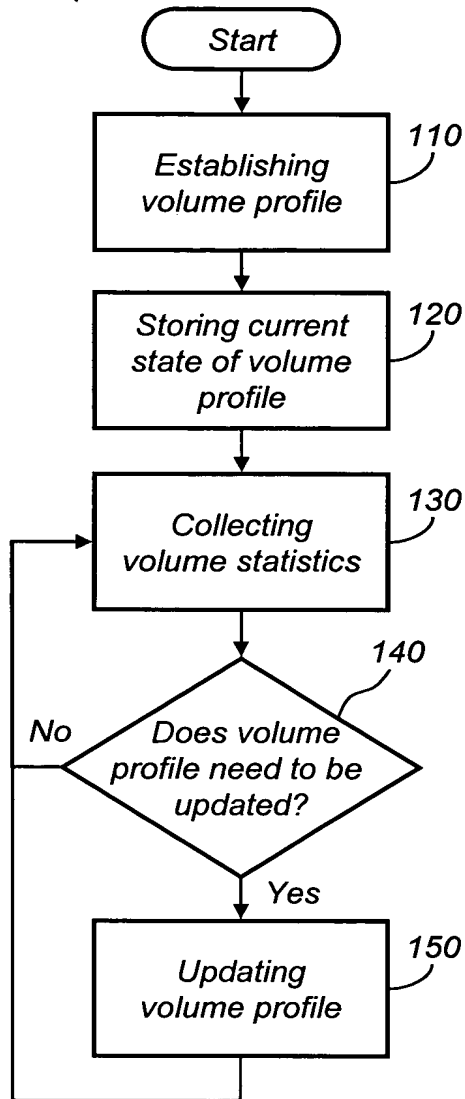 Start
110
Establishing
volume profile
120
Storing current
state of volume
profile
130
Collecting
volume statistics
140
No
Does volume
profile need to be
updated?
Yes
150
Updating
volume profile